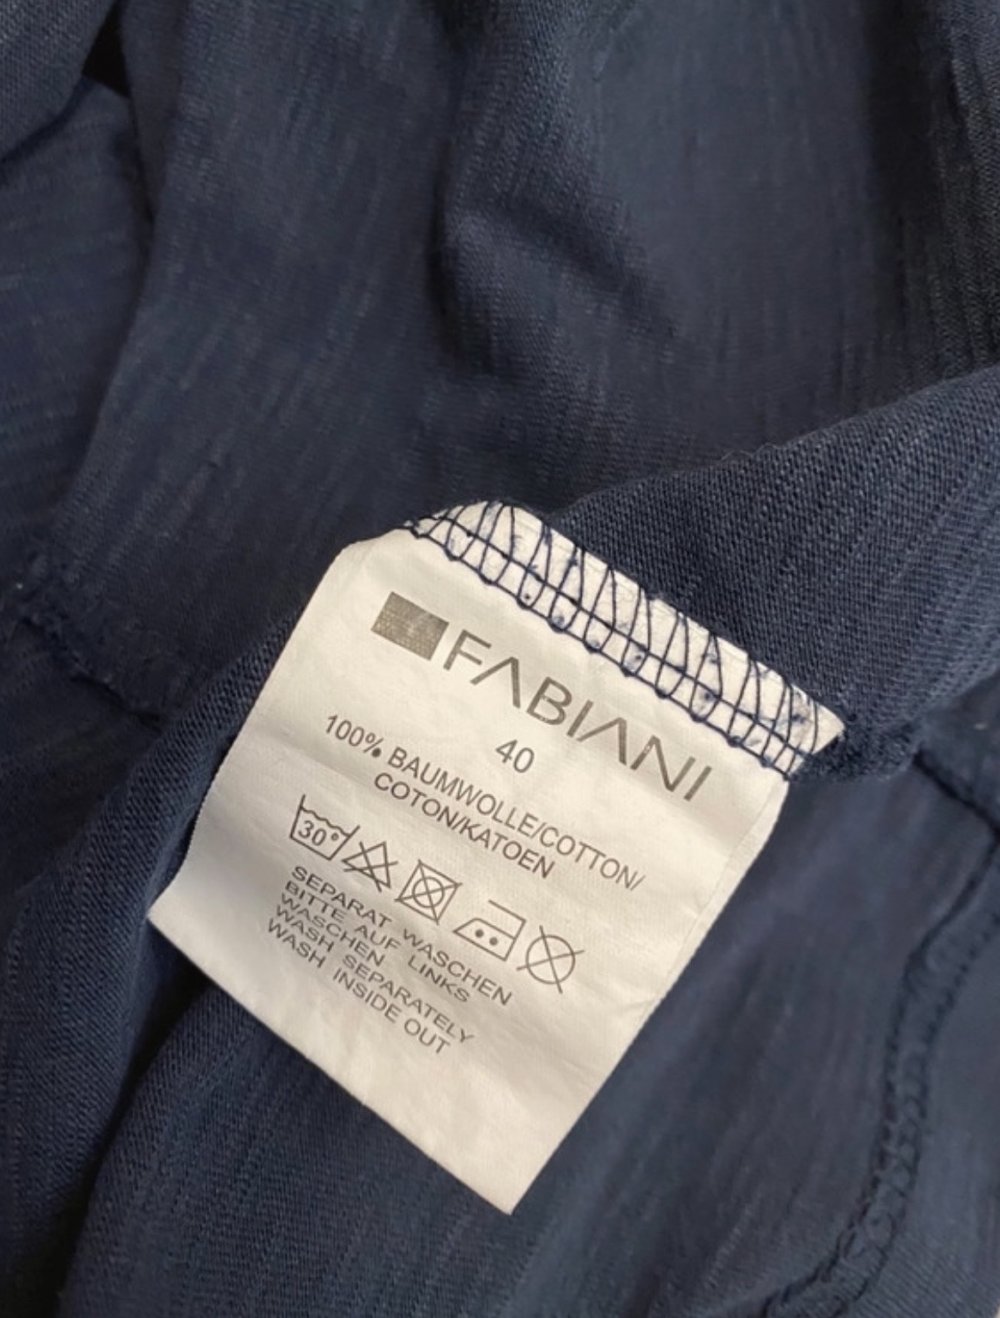 FABIANI
40
100% BAUMWOLLE/COTTON/
COTON/KATOEN
30°
SEPARAT WASCHEN
BITTE AUF LINKS
WASCHEN
WASH SEPARATELY
WASH INSIDE OUT